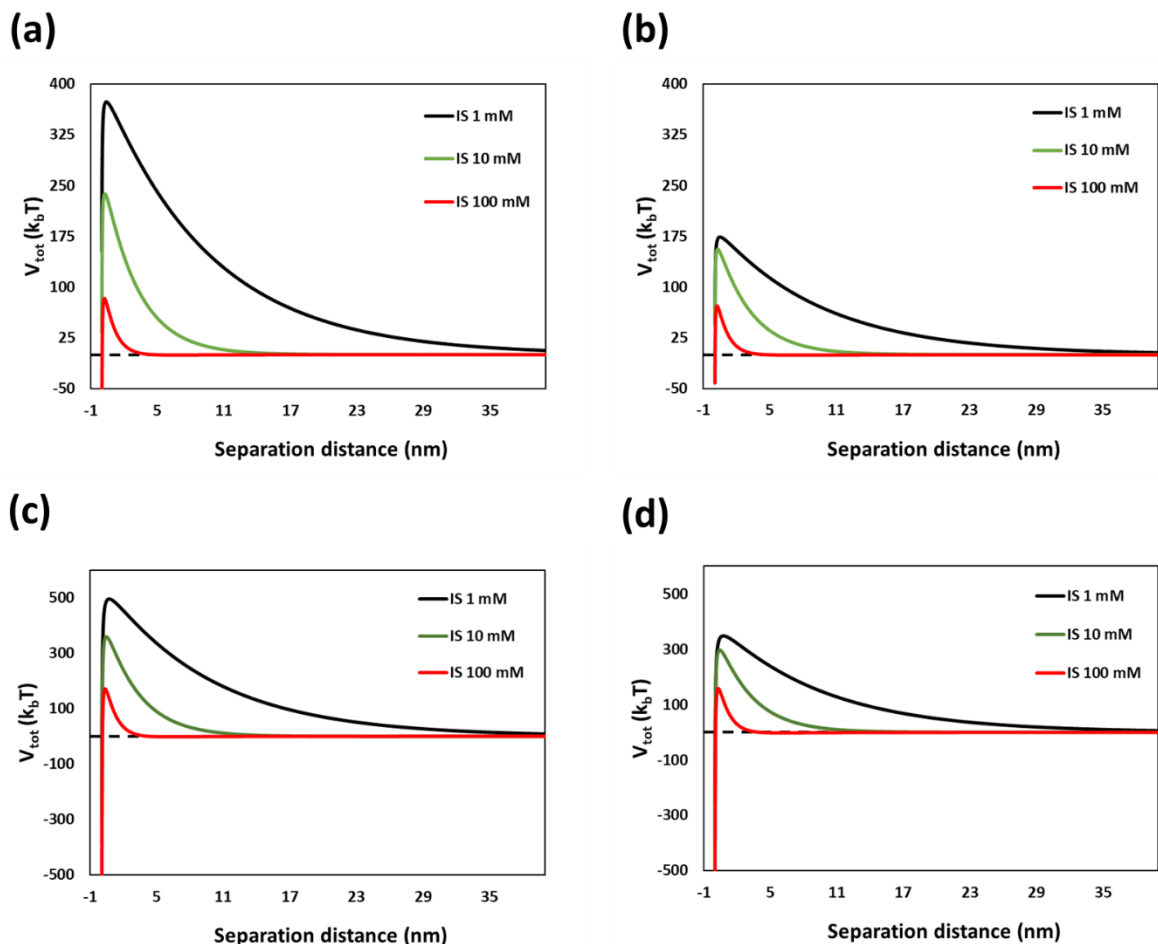 (a)
400
325
250
175
100
25
-50
V_tot (k_bT)
IS 1 mM
IS 10 mM
IS 100 mM
-1 5 11 17 23 29 35
Separation distance (nm)
(b)
400
325
250
175
100
25
-50
V_tot (k_bT)
IS 1 mM
IS 10 mM
IS 100 mM
-1 5 11 17 23 29 35
Separation distance (nm)
(c)
500
300
100
-100
-300
-500
V_tot (k_bT)
IS 1 mM
IS 10 mM
IS 100 mM
-1 5 11 17 23 29 35
Separation distance (nm)
(d)
500
300
100
-100
-300
-500
V_tot (k_bT)
IS 1 mM
IS 10 mM
IS 100 mM
-1 5 11 17 23 29 35
Separation distance (nm)